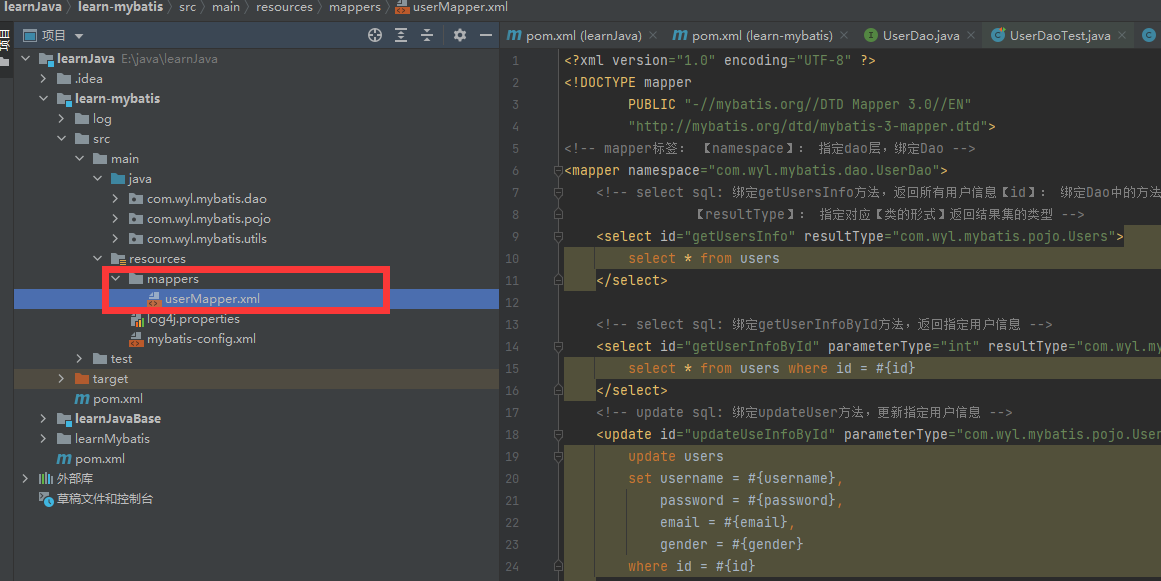 learnJava learn-mybatis src main resources mappers userMapper.xml
项目
项目
learnJava E:\java\learnJava
.idea
learn-mybatis
log
src
main
java
com.wyl.mybatis.dao
com.wyl.mybatis.pojo
com.wyl.mybatis.utils
resources
mappers
userMapper.xml
log4j.properties
mybatis-config.xml
test
target
pom.xml
learnJavaBase
learnMybatis
pom.xml
外部库
草稿文件和控制台
pom.xml (learnJava) pom.xml (learn-mybatis) UserDao.java UserDaoTest.java
1 <?xml version="1.0" encoding="UTF-8" ?>
2 <!DOCTYPE mapper
3 PUBLIC "-//mybatis.org//DTD Mapper 3.0//EN"
4 "http://mybatis.org/dtd/mybatis-3-mapper.dtd">
5 <!-- mapper标签: 【namespace】: 指定dao层,绑定Dao -->
6 <mapper namespace="com.wyl.mybatis.dao.UserDao">
7 <!-- select sql: 绑定getUsersInfo方法,返回所有用户信息【id】: 绑定Dao中的方法
8 【resultType】: 指定对应【类的形式】返回结果集的类型 -->
9 <select id="getUsersInfo" resultType="com.wyl.mybatis.pojo.Users">
10 select * from users
11 </select>
12
13 <!-- select sql: 绑定getUserInfoById方法,返回指定用户信息 -->
14 <select id="getUserInfoById" parameterType="int" resultType="com.wyl.my
15 select * from users where id = #{id}
16 </select>
17 <!-- update sql: 绑定updateUser方法,更新指定用户信息 -->
18 <update id="updateUseInfoById" parameterType="com.wyl.mybatis.pojo.User
19 update users
20 set username = #{username},
21 password = #{password},
22 email = #{email},
23 gender = #{gender}
24 where id = #{id}